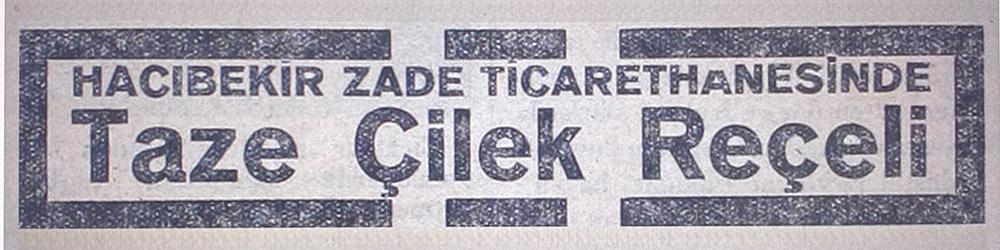 HACIBEKİR ZADE TİCARETHANESİNDE
Taze Çilek Reçeli